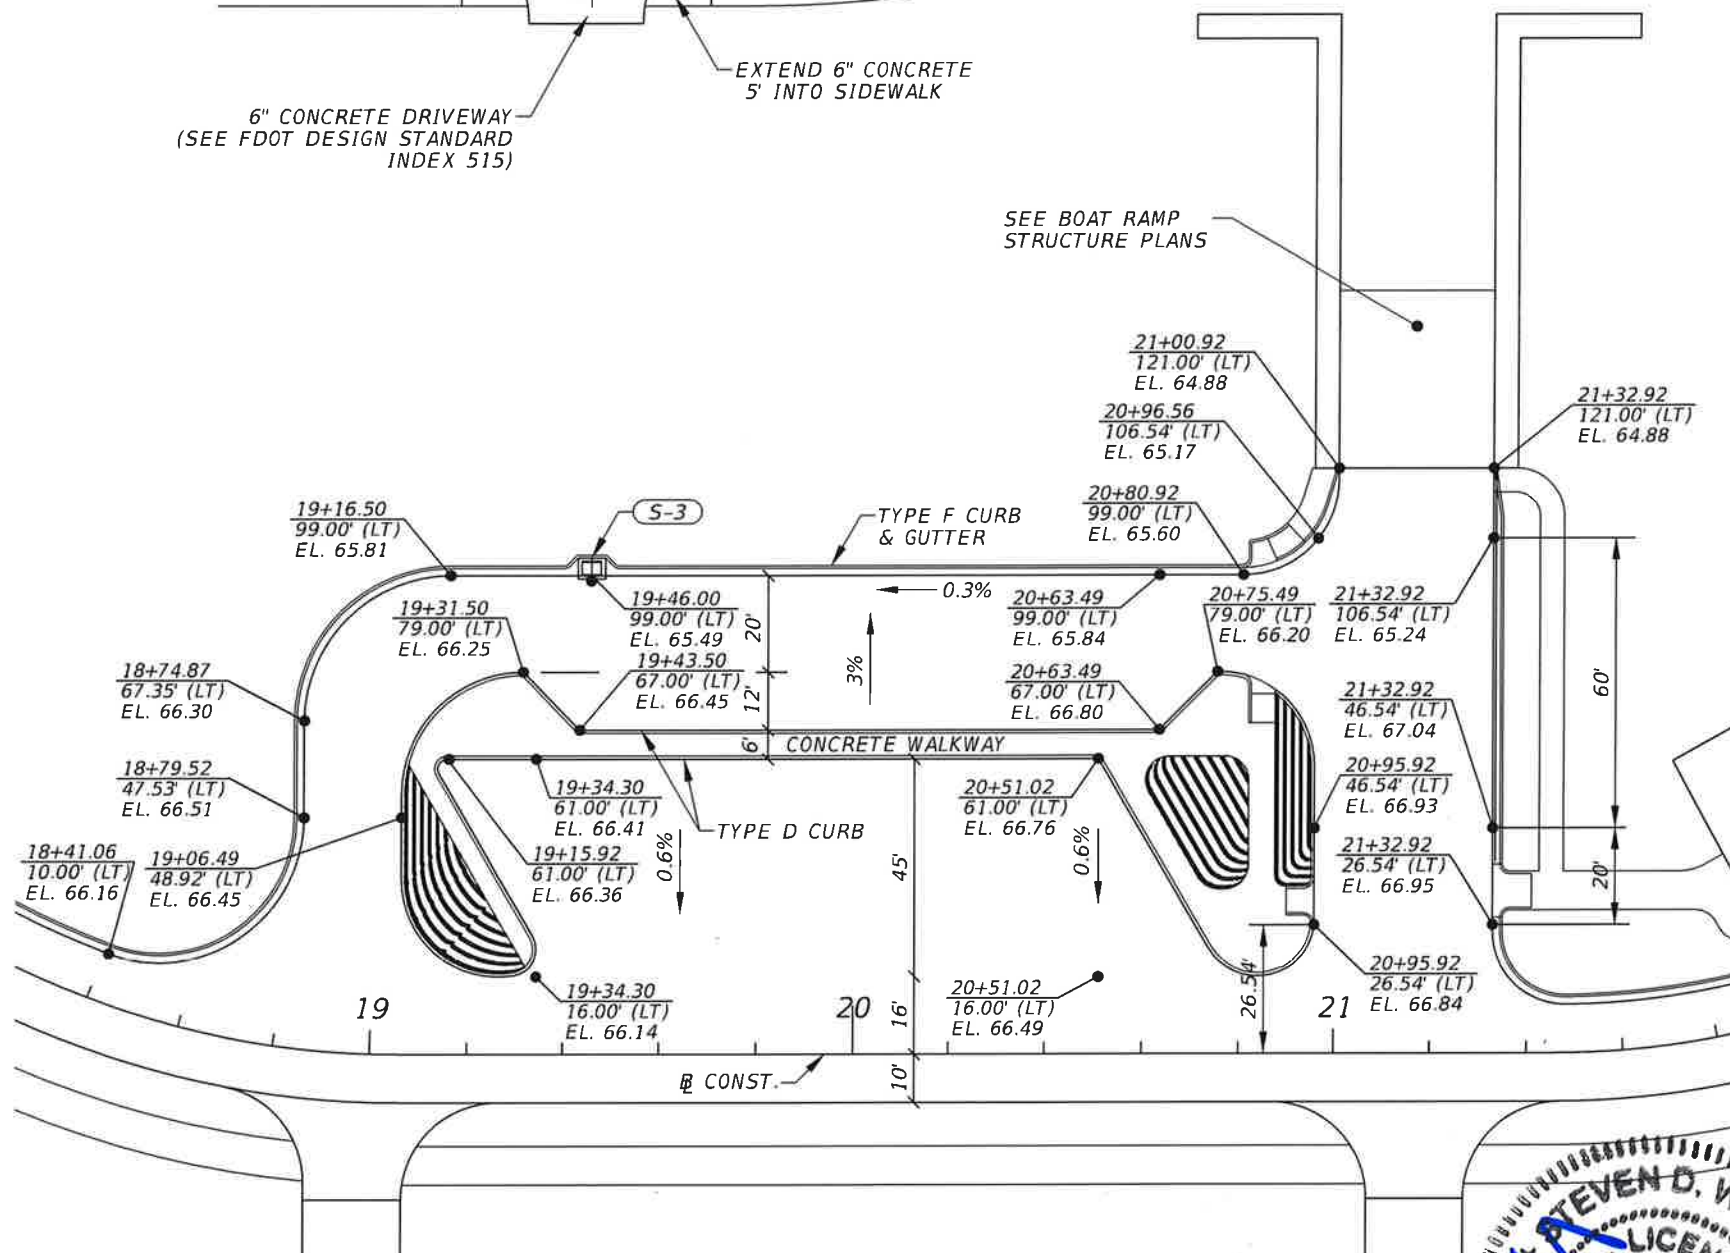 EXTEND 6" CONCRETE
5' INTO SIDEWALK
6" CONCRETE DRIVEWAY
(SEE FDOT DESIGN STANDARD
INDEX 515)
SEE BOAT RAMP
STRUCTURE PLANS
21+00.92
121.00' (LT)
EL. 64.88
21+32.92
121.00' (LT)
EL. 64.88
20+96.56
106.54' (LT)
EL. 65.17
19+16.50
99.00' (LT)
EL. 65.81
S-3
TYPE F CURB
& GUTTER
20+80.92
99.00' (LT)
EL. 65.60
19+31.50
79.00' (LT)
EL. 66.25
19+46.00
99.00' (LT)
EL. 65.49
20'
0.3%
20+63.49
99.00' (LT)
EL. 65.84
20+75.49
79.00' (LT)
EL. 66.20
21+32.92
106.54' (LT)
EL. 65.24
18+74.87
67.35' (LT)
EL. 66.30
19+43.50
67.00' (LT)
EL. 66.45
12'
3%
20+63.49
67.00' (LT)
EL. 66.80
21+32.92
46.54' (LT)
EL. 67.04
60'
6'
CONCRETE WALKWAY
18+79.52
47.53' (LT)
EL. 66.51
19+34.30
61.00' (LT)
EL. 66.41
TYPE D CURB
20+51.02
61.00' (LT)
EL. 66.76
20+95.92
46.54' (LT)
EL. 66.93
18+41.06
10.00' (LT)
EL. 66.16
19+06.49
48.92' (LT)
EL. 66.45
19+15.92
61.00' (LT)
EL. 66.36
0.6%
45'
0.6%
21+32.92
26.54' (LT)
EL. 66.95
20'
19+34.30
16.00' (LT)
EL. 66.14
20+51.02
16.00' (LT)
EL. 66.49
26.54'
20+95.92
26.54' (LT)
EL. 66.84
19
20
16'
21
BL CONST.
10'
STEVEN D. W
LICEN